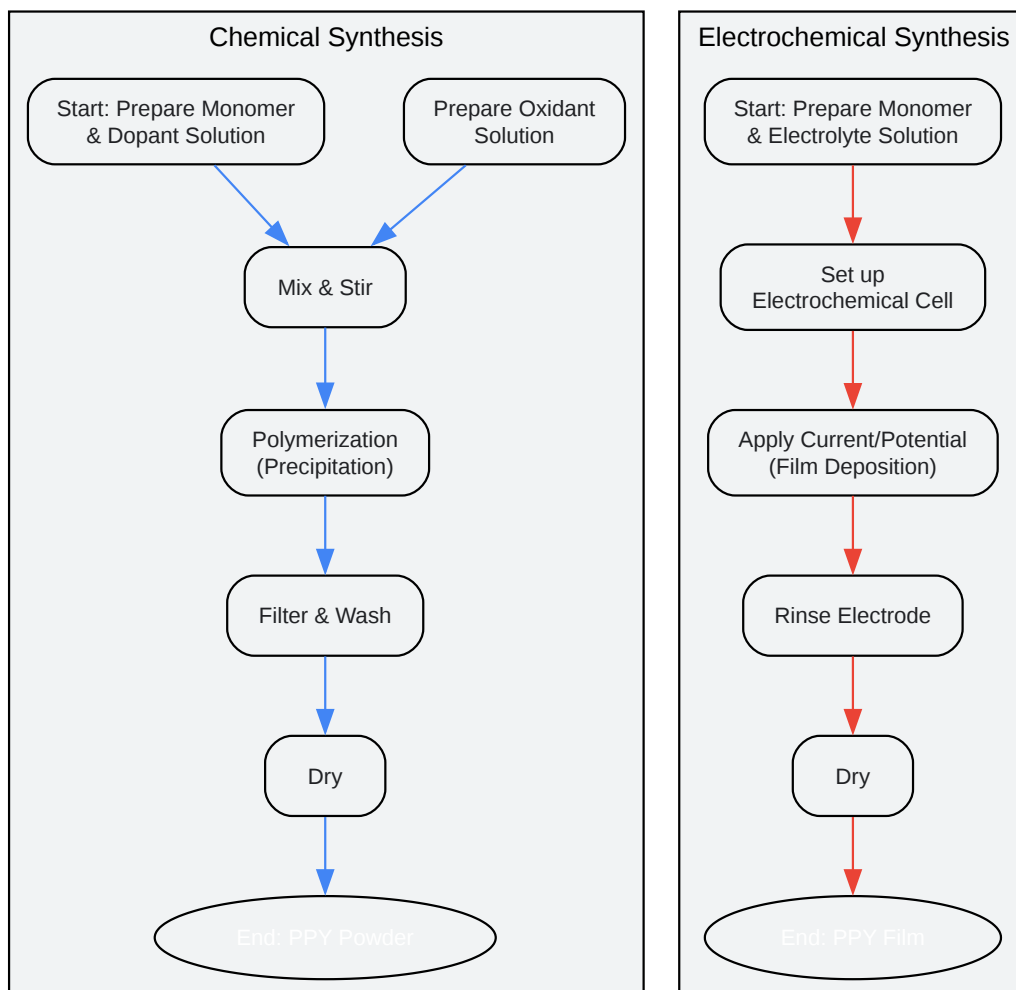 Chemical Synthesis
Start: Prepare Monomer
& Dopant Solution
Prepare Oxidant
Solution
Mix & Stir
Polymerization
(Precipitation)
Filter & Wash
Dry
End: PPY Powder
Electrochemical Synthesis
Start: Prepare Monomer
& Electrolyte Solution
Set up
Electrochemical Cell
Apply Current/Potential
(Film Deposition)
Rinse Electrode
Dry
End: PPY Film